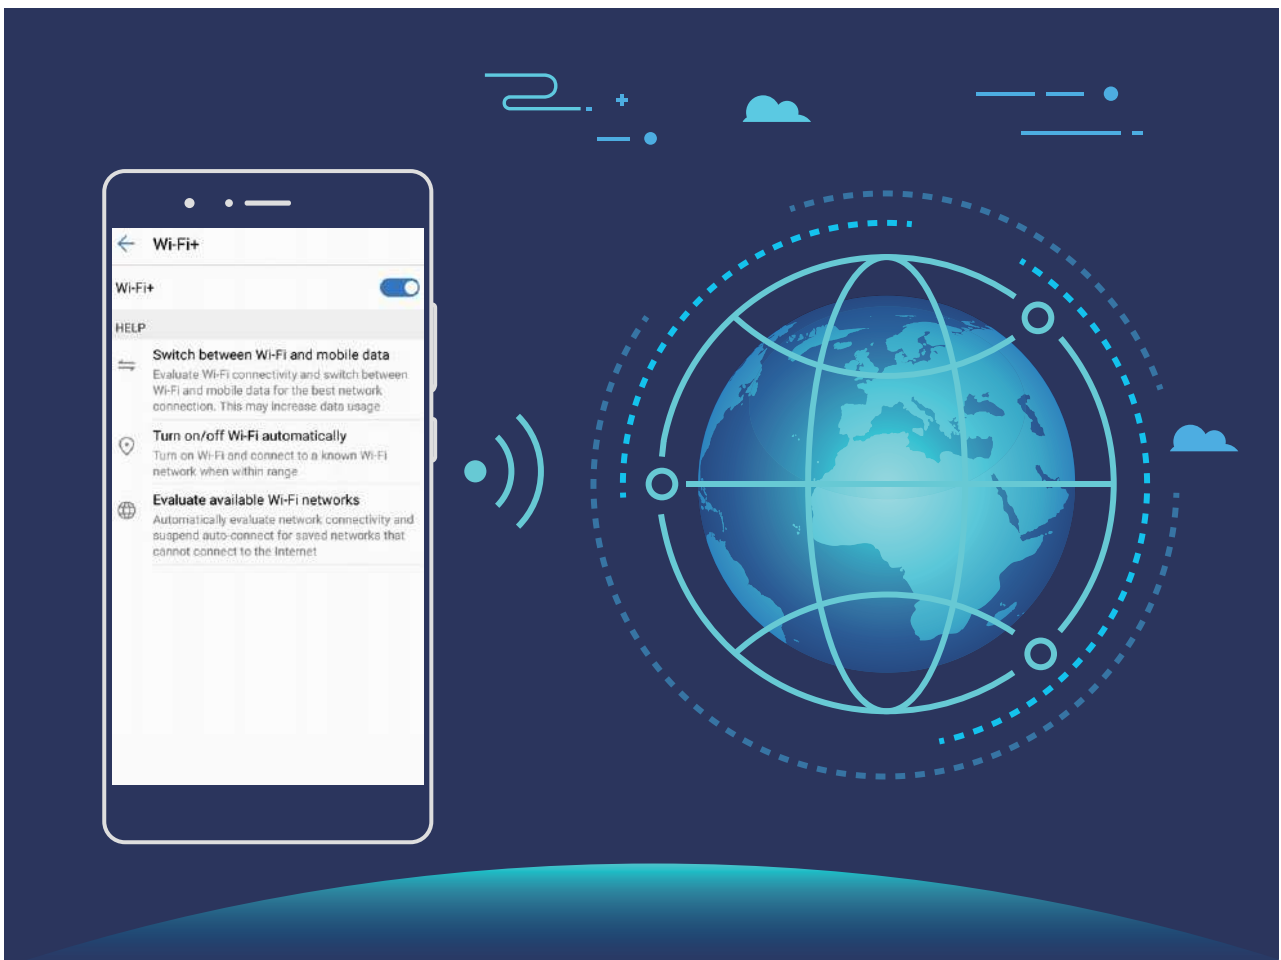 Wi-Fi+
Wi-Fi+
HELP
Switch between Wi-Fi and mobile data
Evaluate Wi-Fi connectivity and switch between
Wi-Fi and mobile data for the best network
connection. This may increase data usage
Turn on/off Wi-Fi automatically
Turn on Wi-Fi and connect to a known Wi-Fi
network when within range
Evaluate available Wi-Fi networks
Automatically evaluate network connectivity and
suspend auto-connect for saved networks that
cannot connect to the Internet